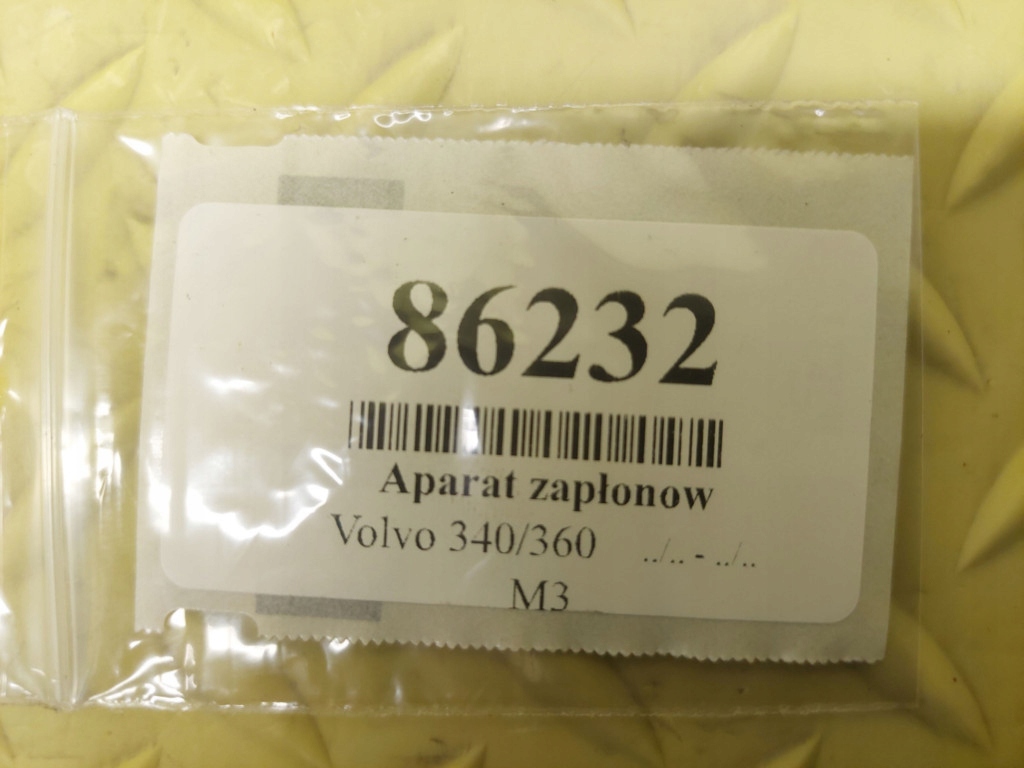 86232
Aparat zapłonow
Volvo 340/360 ../.. - ../..
M3